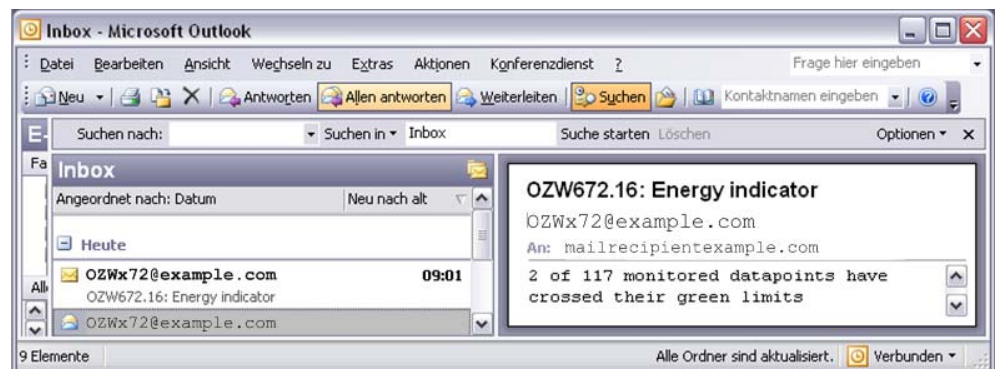 Inbox - Microsoft Outlook
Datei Bearbeiten Ansicht Wechseln zu Extras Aktionen Konferenzdienst ? Frage hier eingeben
Neu Antworten Allen antworten Weiterleiten Suchen Kontaktnamen eingeben
E- Suchen nach: Suchen in Inbox Suche starten Löschen Optionen
Fa Inbox
Angeordnet nach: Datum Neu nach alt
Heute
OZWx72@example.com 09:01
OZW672.16: Energy indicator
OZWx72@example.com
Alle
OZW672.16: Energy indicator
OZWx72@example.com
An: mailrecipientexample.com
2 of 117 monitored datapoints have
crossed their green limits
9 Elemente Alle Ordner sind aktualisiert. Verbunden